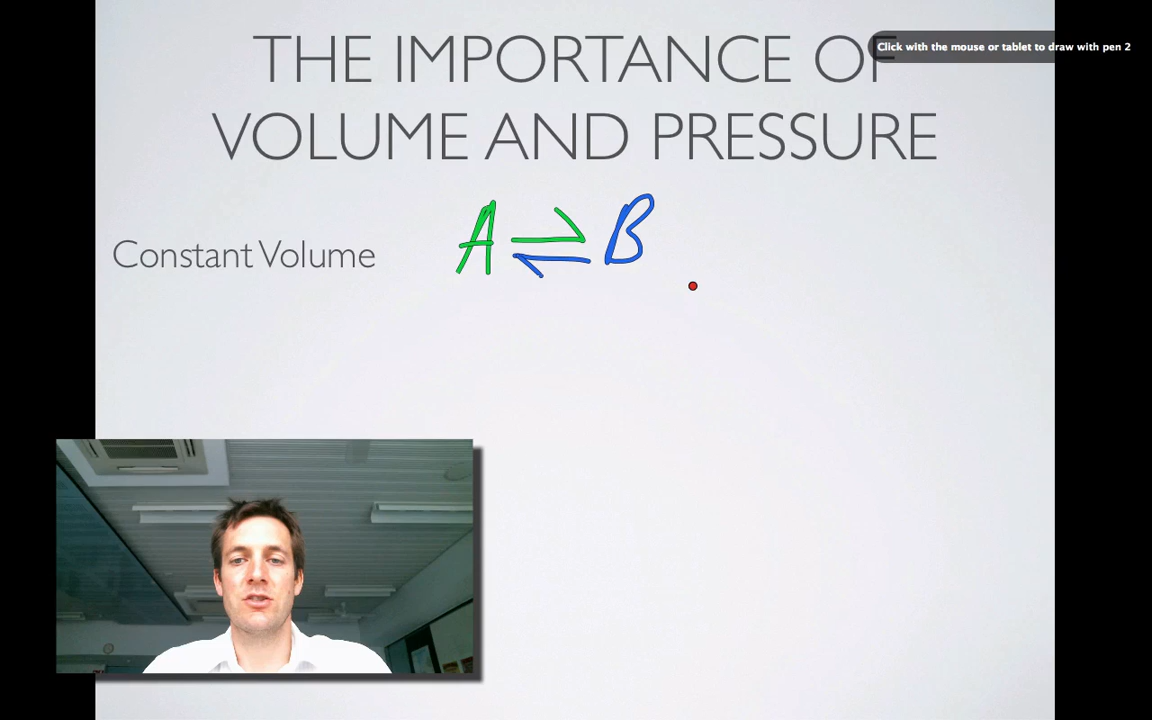 THE IMPORTANCE OF
Click with the mouse or tablet to draw with pen 2
VOLUME AND PRESSURE
Constant Volume
A ⇌ B